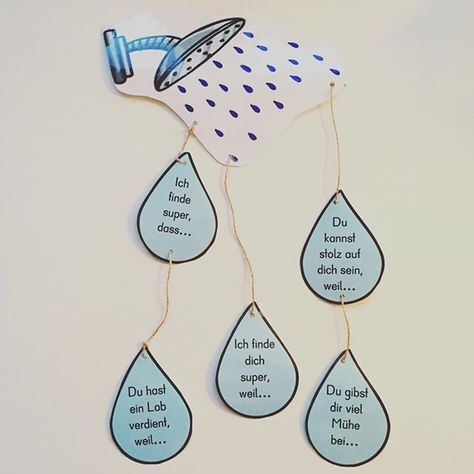 Ich
finde
super,
dass...
Du
kannst
stolz auf
dich sein,
weil...
Ich finde
dich
super,
weil...
Du hast
ein Lob
verdient,
weil...
Du gibst
dir viel
Mühe
bei...